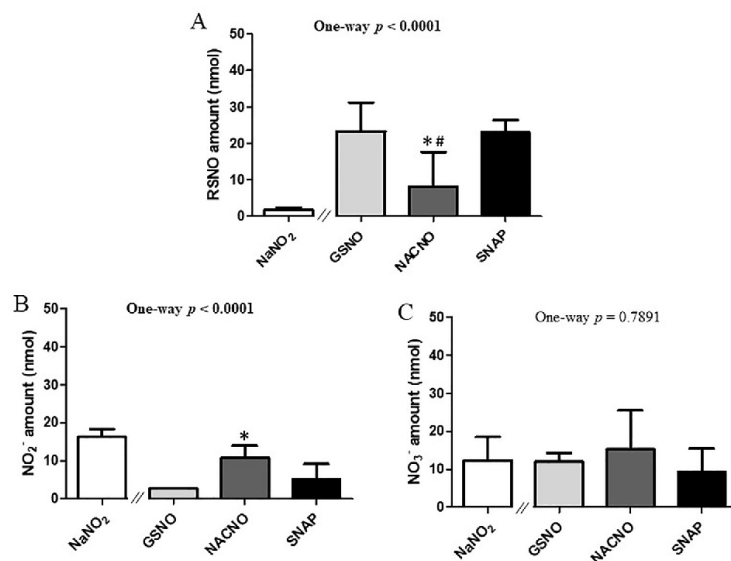 A
One-way p < 0.0001
RSNO amount (nmol)
50
40
30
20
10
0
* #
NaNO₂
GSNO
NACNO
SNAP
B
One-way p < 0.0001
NO₂⁻ amount (nmol)
50
40
30
20
10
0
*
NaNO₂
GSNO
NACNO
SNAP
C
One-way p = 0.7891
NO₃⁻ amount (nmol)
50
40
30
20
10
0
NaNO₂
GSNO
NACNO
SNAP